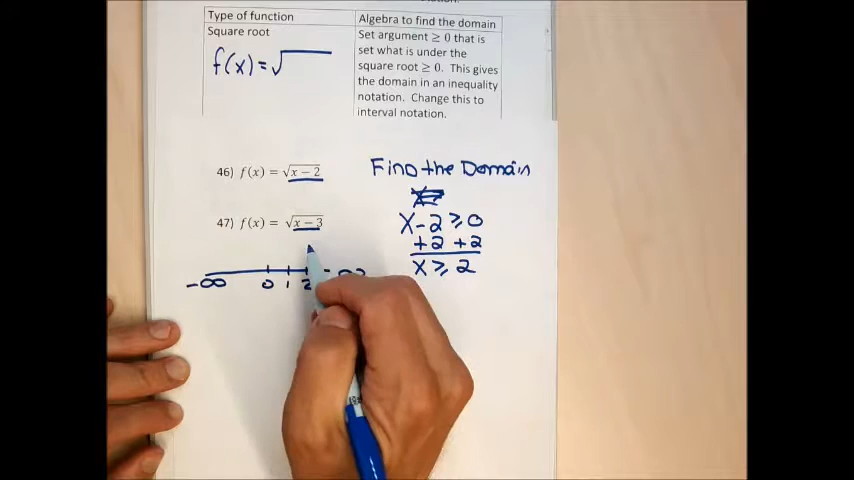 Type of function
Algebra to find the domain
Square root
f(x) = √
Set argument ≥ 0 that is
set what is under the
square root ≥ 0. This gives
the domain in an inequality
notation. Change this to
interval notation.
46) f(x) = √x − 2
Find the Domain
47) f(x) = √x − 3
x - 2 ≥ 0
+2 +2
x ≥ 2
-∞ 0 1 2 ∞